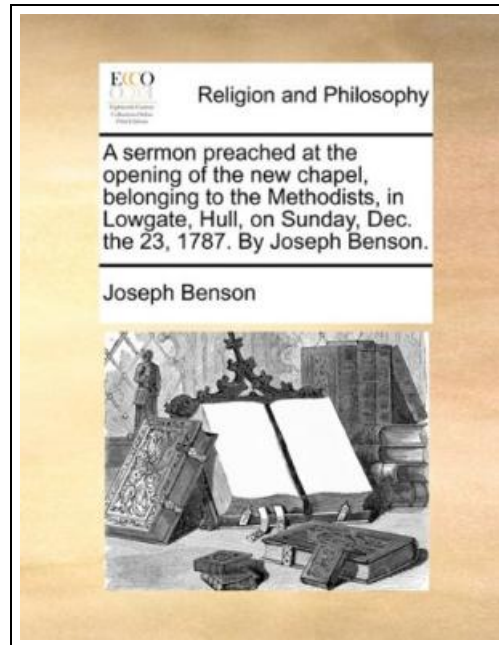 ECCO
Religion and Philosophy
A sermon preached at the
opening of the new chapel,
belonging to the Methodists, in
Lowgate, Hull, on Sunday, Dec.
the 23, 1787. By Joseph Benson.
Joseph Benson